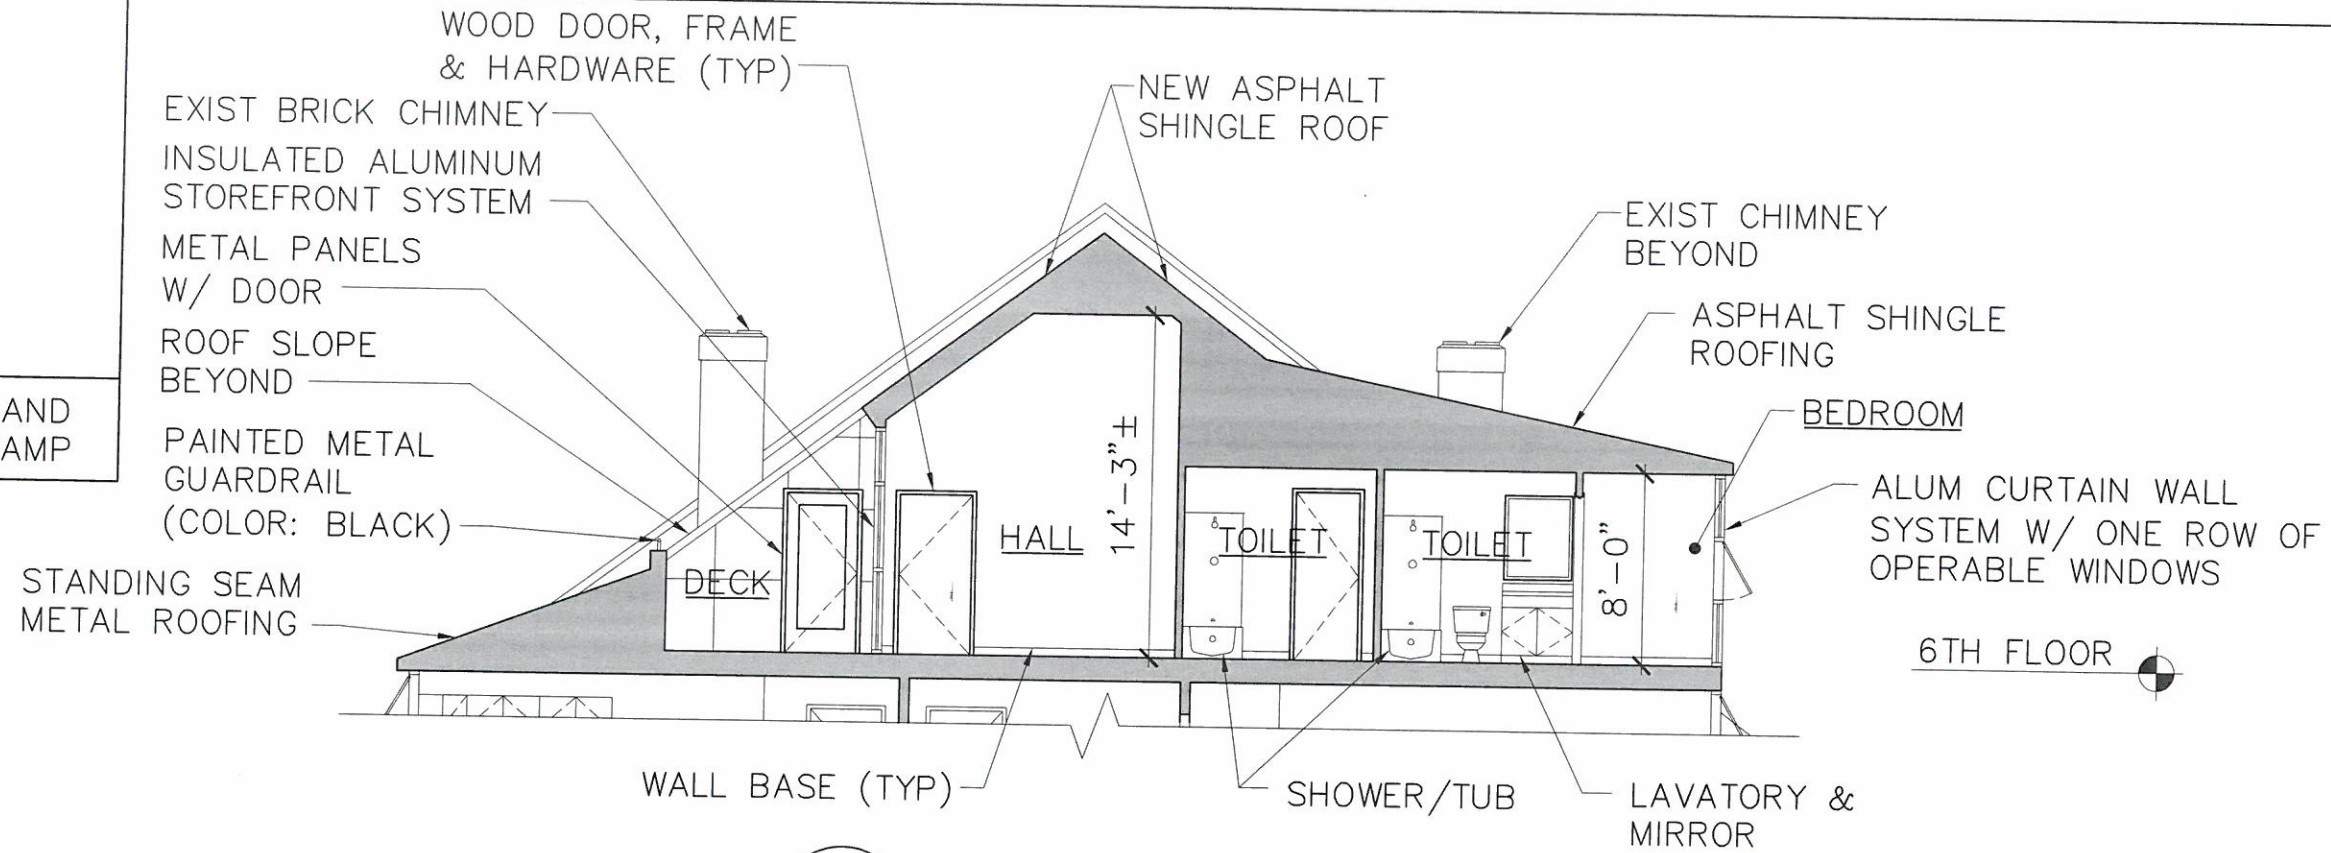 WOOD DOOR, FRAME
& HARDWARE (TYP)
EXIST BRICK CHIMNEY
INSULATED ALUMINUM
STOREFRONT SYSTEM
METAL PANELS
W/ DOOR
ROOF SLOPE
BEYOND
PAINTED METAL
GUARDRAIL
(COLOR: BLACK)
STANDING SEAM
METAL ROOFING
AND
AMP
NEW ASPHALT
SHINGLE ROOF
EXIST CHIMNEY
BEYOND
ASPHALT SHINGLE
ROOFING
BEDROOM
ALUM CURTAIN WALL
SYSTEM W/ ONE ROW OF
OPERABLE WINDOWS
6TH FLOOR
DECK
HALL
14'-3"±
TOILET
TOILET
8'-0"
WALL BASE (TYP)
SHOWER/TUB
LAVATORY &
MIRROR